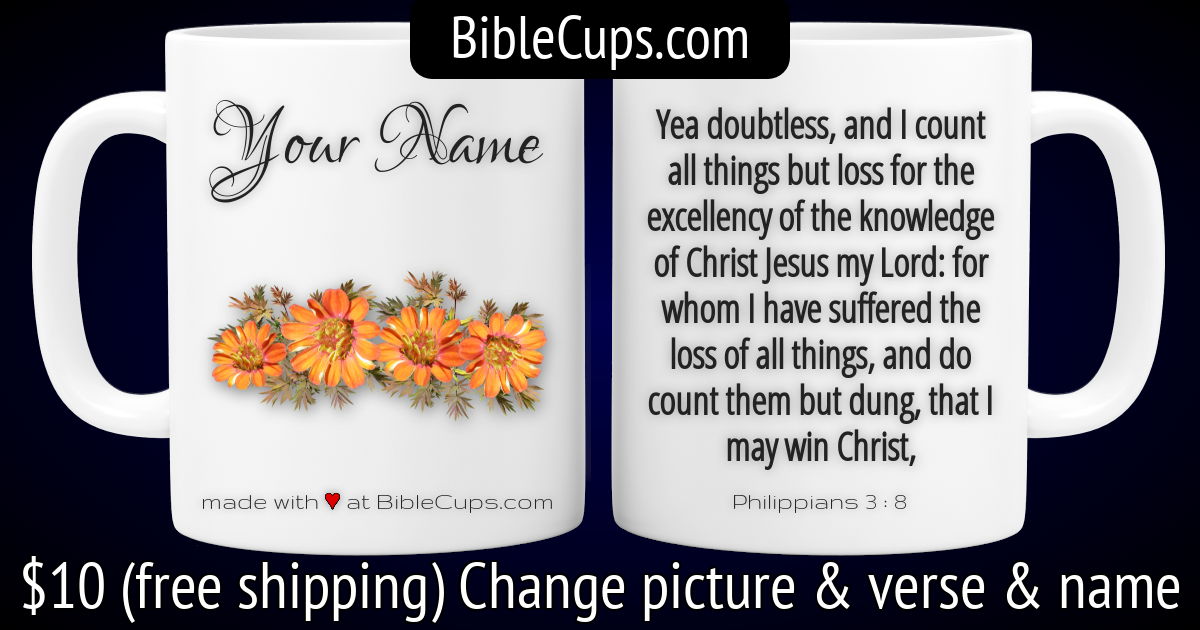 BibleCups.com
Your Name
made with ♥ at BibleCups.com
Yea doubtless, and I count
all things but loss for the
excellency of the knowledge
of Christ Jesus my Lord: for
whom I have suffered the
loss of all things, and do
count them but dung, that I
may win Christ,
Philippians 3 : 8
$10 (free shipping) Change picture & verse & name